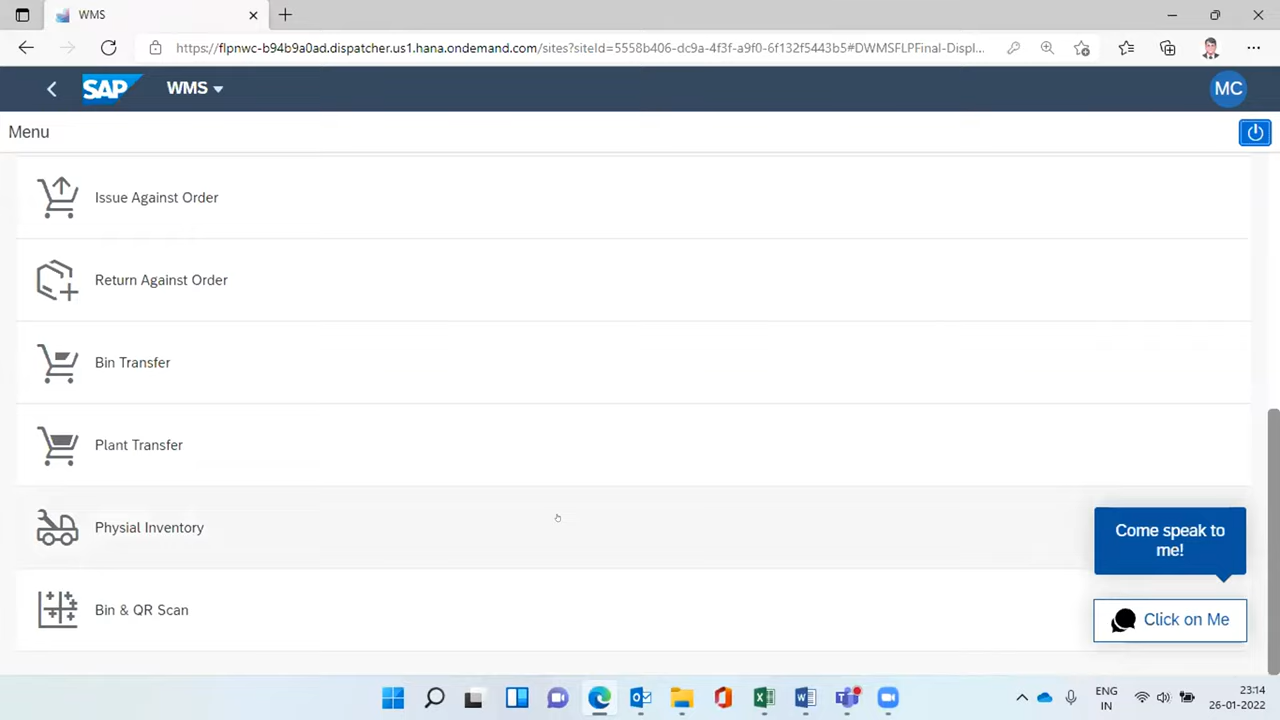 WMS
https://flpnwc-b94b9a0ad.dispatcher.us1.hana.ondemand.com/sites?siteId=5558b406-dc9a-4f3f-a9f0-6f132f5443b5#DWMSFLPFinal-Displ...
SAP WMS MC
Menu
Issue Against Order
Return Against Order
Bin Transfer
Plant Transfer
Physial Inventory
Come speak to
me!
Bin & QR Scan
Click on Me
ENG
IN
23:14
26-01-2022